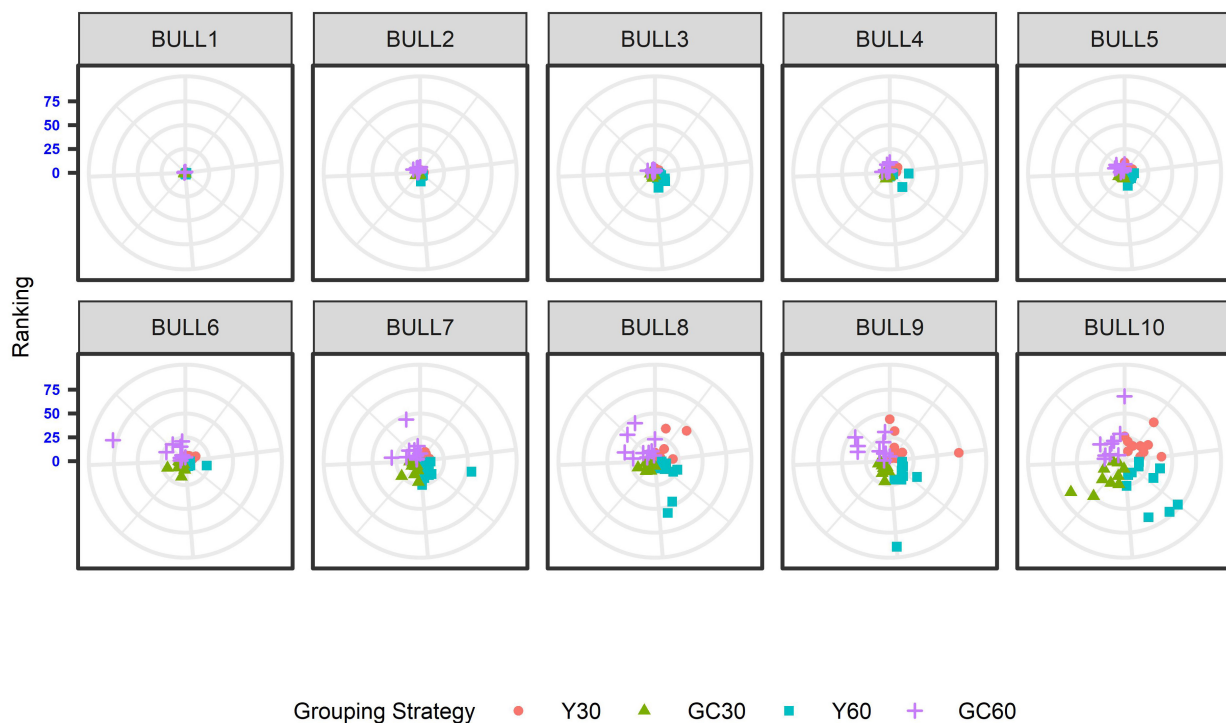 BULL1 BULL2 BULL3 BULL4 BULL5
75
50
25
0
Ranking
BULL6 BULL7 BULL8 BULL9 BULL10
75
50
25
0
Grouping Strategy Y30 GC30 Y60 GC60